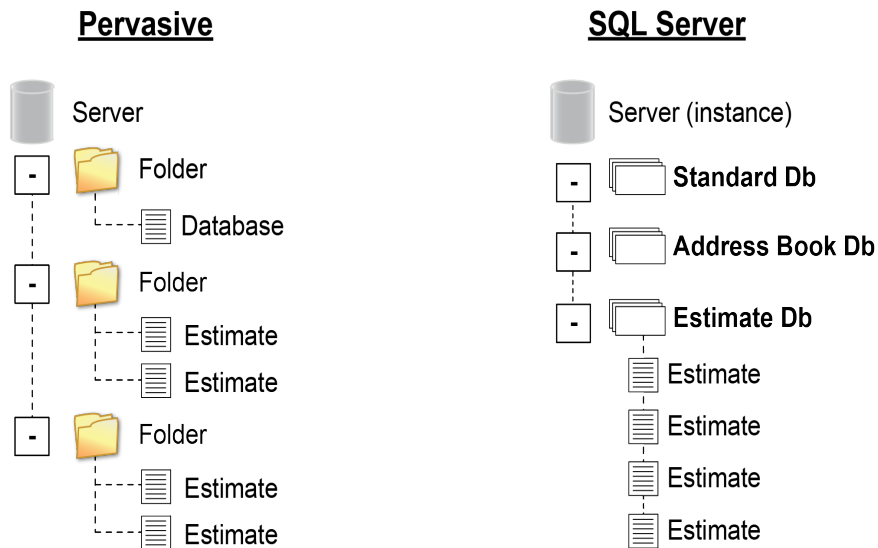 Pervasive
Server
- Folder
Database
- Folder
Estimate
Estimate
- Folder
Estimate
Estimate
SQL Server
Server (instance)
- Standard Db
- Address Book Db
- Estimate Db
Estimate
Estimate
Estimate
Estimate